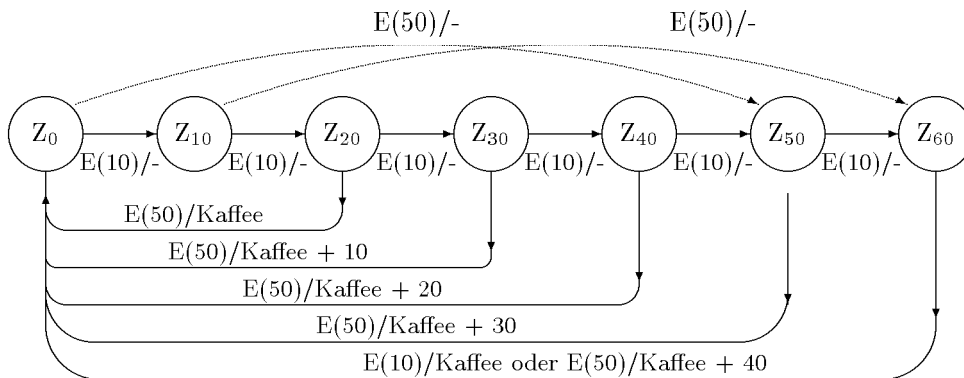 E(50)/- E(50)/-
Z0 Z10 Z20 Z30 Z40 Z50 Z60
E(10)/- E(10)/- E(10)/- E(10)/- E(10)/- E(10)/-
E(50)/Kaffee
E(50)/Kaffee + 10
E(50)/Kaffee + 20
E(50)/Kaffee + 30
E(10)/Kaffee oder E(50)/Kaffee + 40